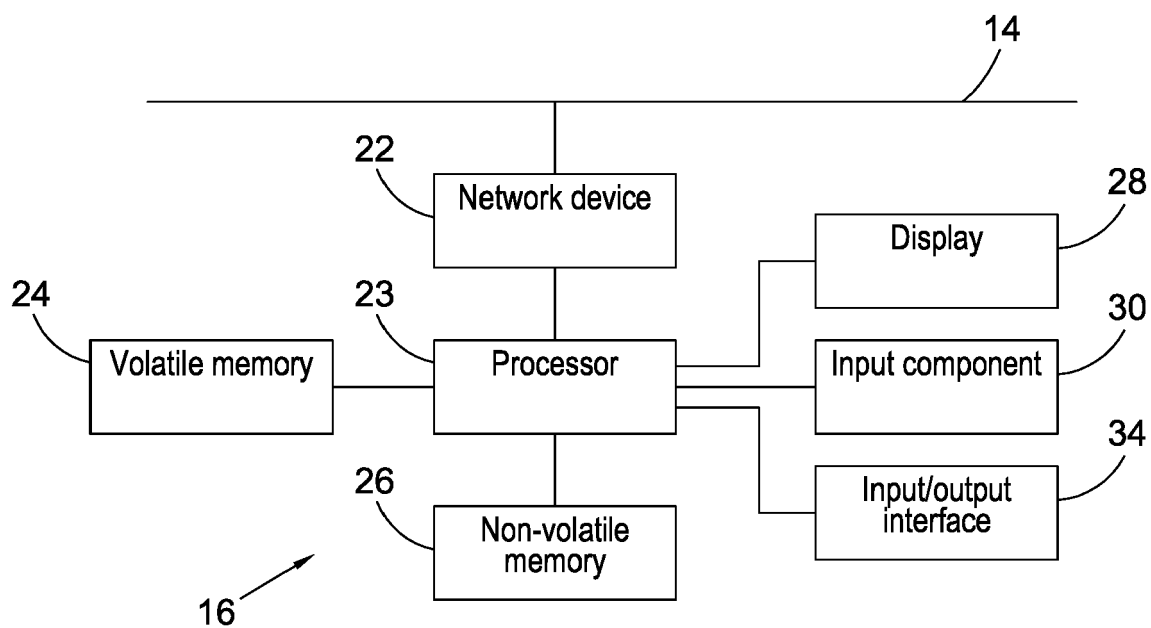 14
22
Network device
28
Display
24
23
30
Volatile memory
Processor
Input component
34
26
Input/output
interface
Non-volatile
memory
16